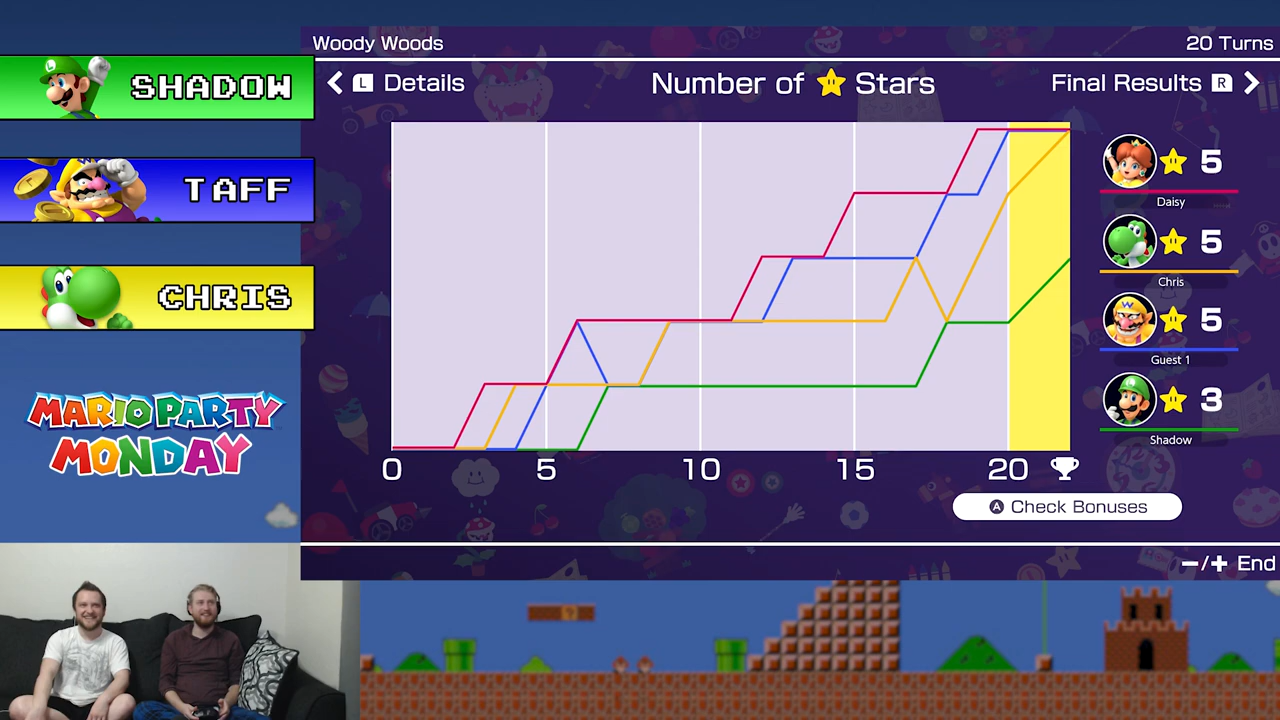 Woody Woods
20 Turns
L Details
Number of Stars
Final Results R
SHADOW
TAFF
CHRIS
MARIO PARTY
MONDAY
5
Daisy
5
Chris
5
Guest 1
3
Shadow
0 5 10 15 20
A Check Bonuses
−/+ End